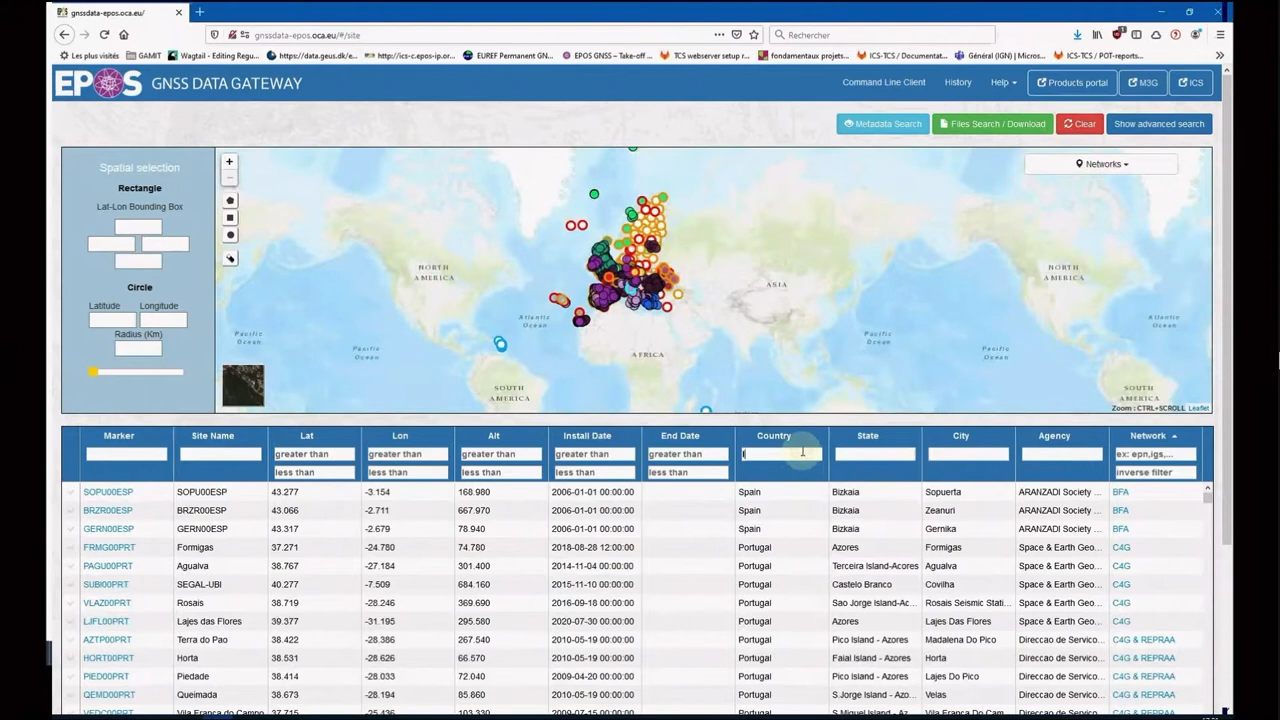 gnssdata-epos.oca.eu/
gnssdata-epos.oca.eu/#/site
Rechercher
Les plus visités
GAMIT
Wagtail - Editing Regu...
https://data.geus.dk/e...
http://ics-c.epos-ip.org...
EUREF Permanent GN...
EPOS GNSS – Take-off ...
TCS webserver setup r...
fondamentaux projets...
ICS-TCS / Documentat...
Général (IGN) | Micros...
ICS-TCS / POT-reports...
EPOS GNSS DATA GATEWAY
Command Line Client
History
Help
Products portal
M3G
ICS
Metadata Search
Files Search / Download
Clear
Show advanced search
Spatial selection
Rectangle
Lat-Lon Bounding Box
Circle
Latitude Longitude
Radius (Km)
+
-
Networks
NORTH AMERICA
ASIA
NORTH AMERICA
Pacific Ocean
Atlantic Ocean
Pacific Ocean
Atlantic Ocean
Pacific Ocean
Pacific Ocean
AFRICA
Indian Ocean
SOUTH AMERICA
SOUTH AMERICA
Zoom : CTRL+SCROLL Leaflet
Marker Site Name Lat Lon Alt Install Date End Date Country State City Agency Network
greater than greater than greater than greater than greater than ex: epn,igs,...
less than less than less than less than less than inverse filter
SOPU00ESP SOPU00ESP 43.277 -3.154 168.980 2006-01-01 00:00:00 Spain Bizkaia Sopuerta ARANZADI Society ... BFA
BRZR00ESP BRZR00ESP 43.066 -2.711 667.970 2006-01-01 00:00:00 Spain Bizkaia Zeanuri ARANZADI Society ... BFA
GERN00ESP GERN00ESP 43.317 -2.679 78.940 2006-01-01 00:00:00 Spain Bizkaia Gernika ARANZADI Society ... BFA
FRMG00PRT Formigas 37.271 -24.780 74.780 2018-08-28 12:00:00 Portugal Azores Formigas Space & Earth Geo... C4G
PAGU00PRT Agualva 38.767 -27.184 301.400 2014-11-04 00:00:00 Portugal Terceira Island-Acores Agualva Space & Earth Geo... C4G
SUBI00PRT SEGAL-UBI 40.277 -7.509 684.160 2015-11-10 00:00:00 Portugal Castelo Branco Covilha Space & Earth Geo... C4G
VLAZ00PRT Rosais 38.719 -28.246 369.690 2016-09-18 00:00:00 Portugal Sao Jorge Island-Ac... Rosais Seismic Stati... Space & Earth Geo... C4G
LJFL00PRT Lajes das Flores 39.377 -31.195 295.580 2020-07-30 00:00:00 Portugal Azores Lajes Das Flores Space & Earth Geo... C4G
AZTP00PRT Terra do Pao 38.422 -28.386 267.540 2010-05-19 00:00:00 Portugal Pico Island - Azores Madalena Do Pico Direccao de Servico... C4G & REPRAA
HORT00PRT Horta 38.531 -28.626 66.570 2010-05-19 00:00:00 Portugal Faial Island - Azores Horta Direccao de Servico... C4G & REPRAA
PIED00PRT Piedade 38.414 -28.033 72.040 2009-04-20 00:00:00 Portugal Pico Island - Azores Lajes Do Pico Direccao de Servico... C4G & REPRAA
QEMD00PRT Queimada 38.673 -28.194 85.860 2010-05-19 00:00:00 Portugal S.Jorge Island - Azo... Velas Direccao de Servico... C4G & REPRAA